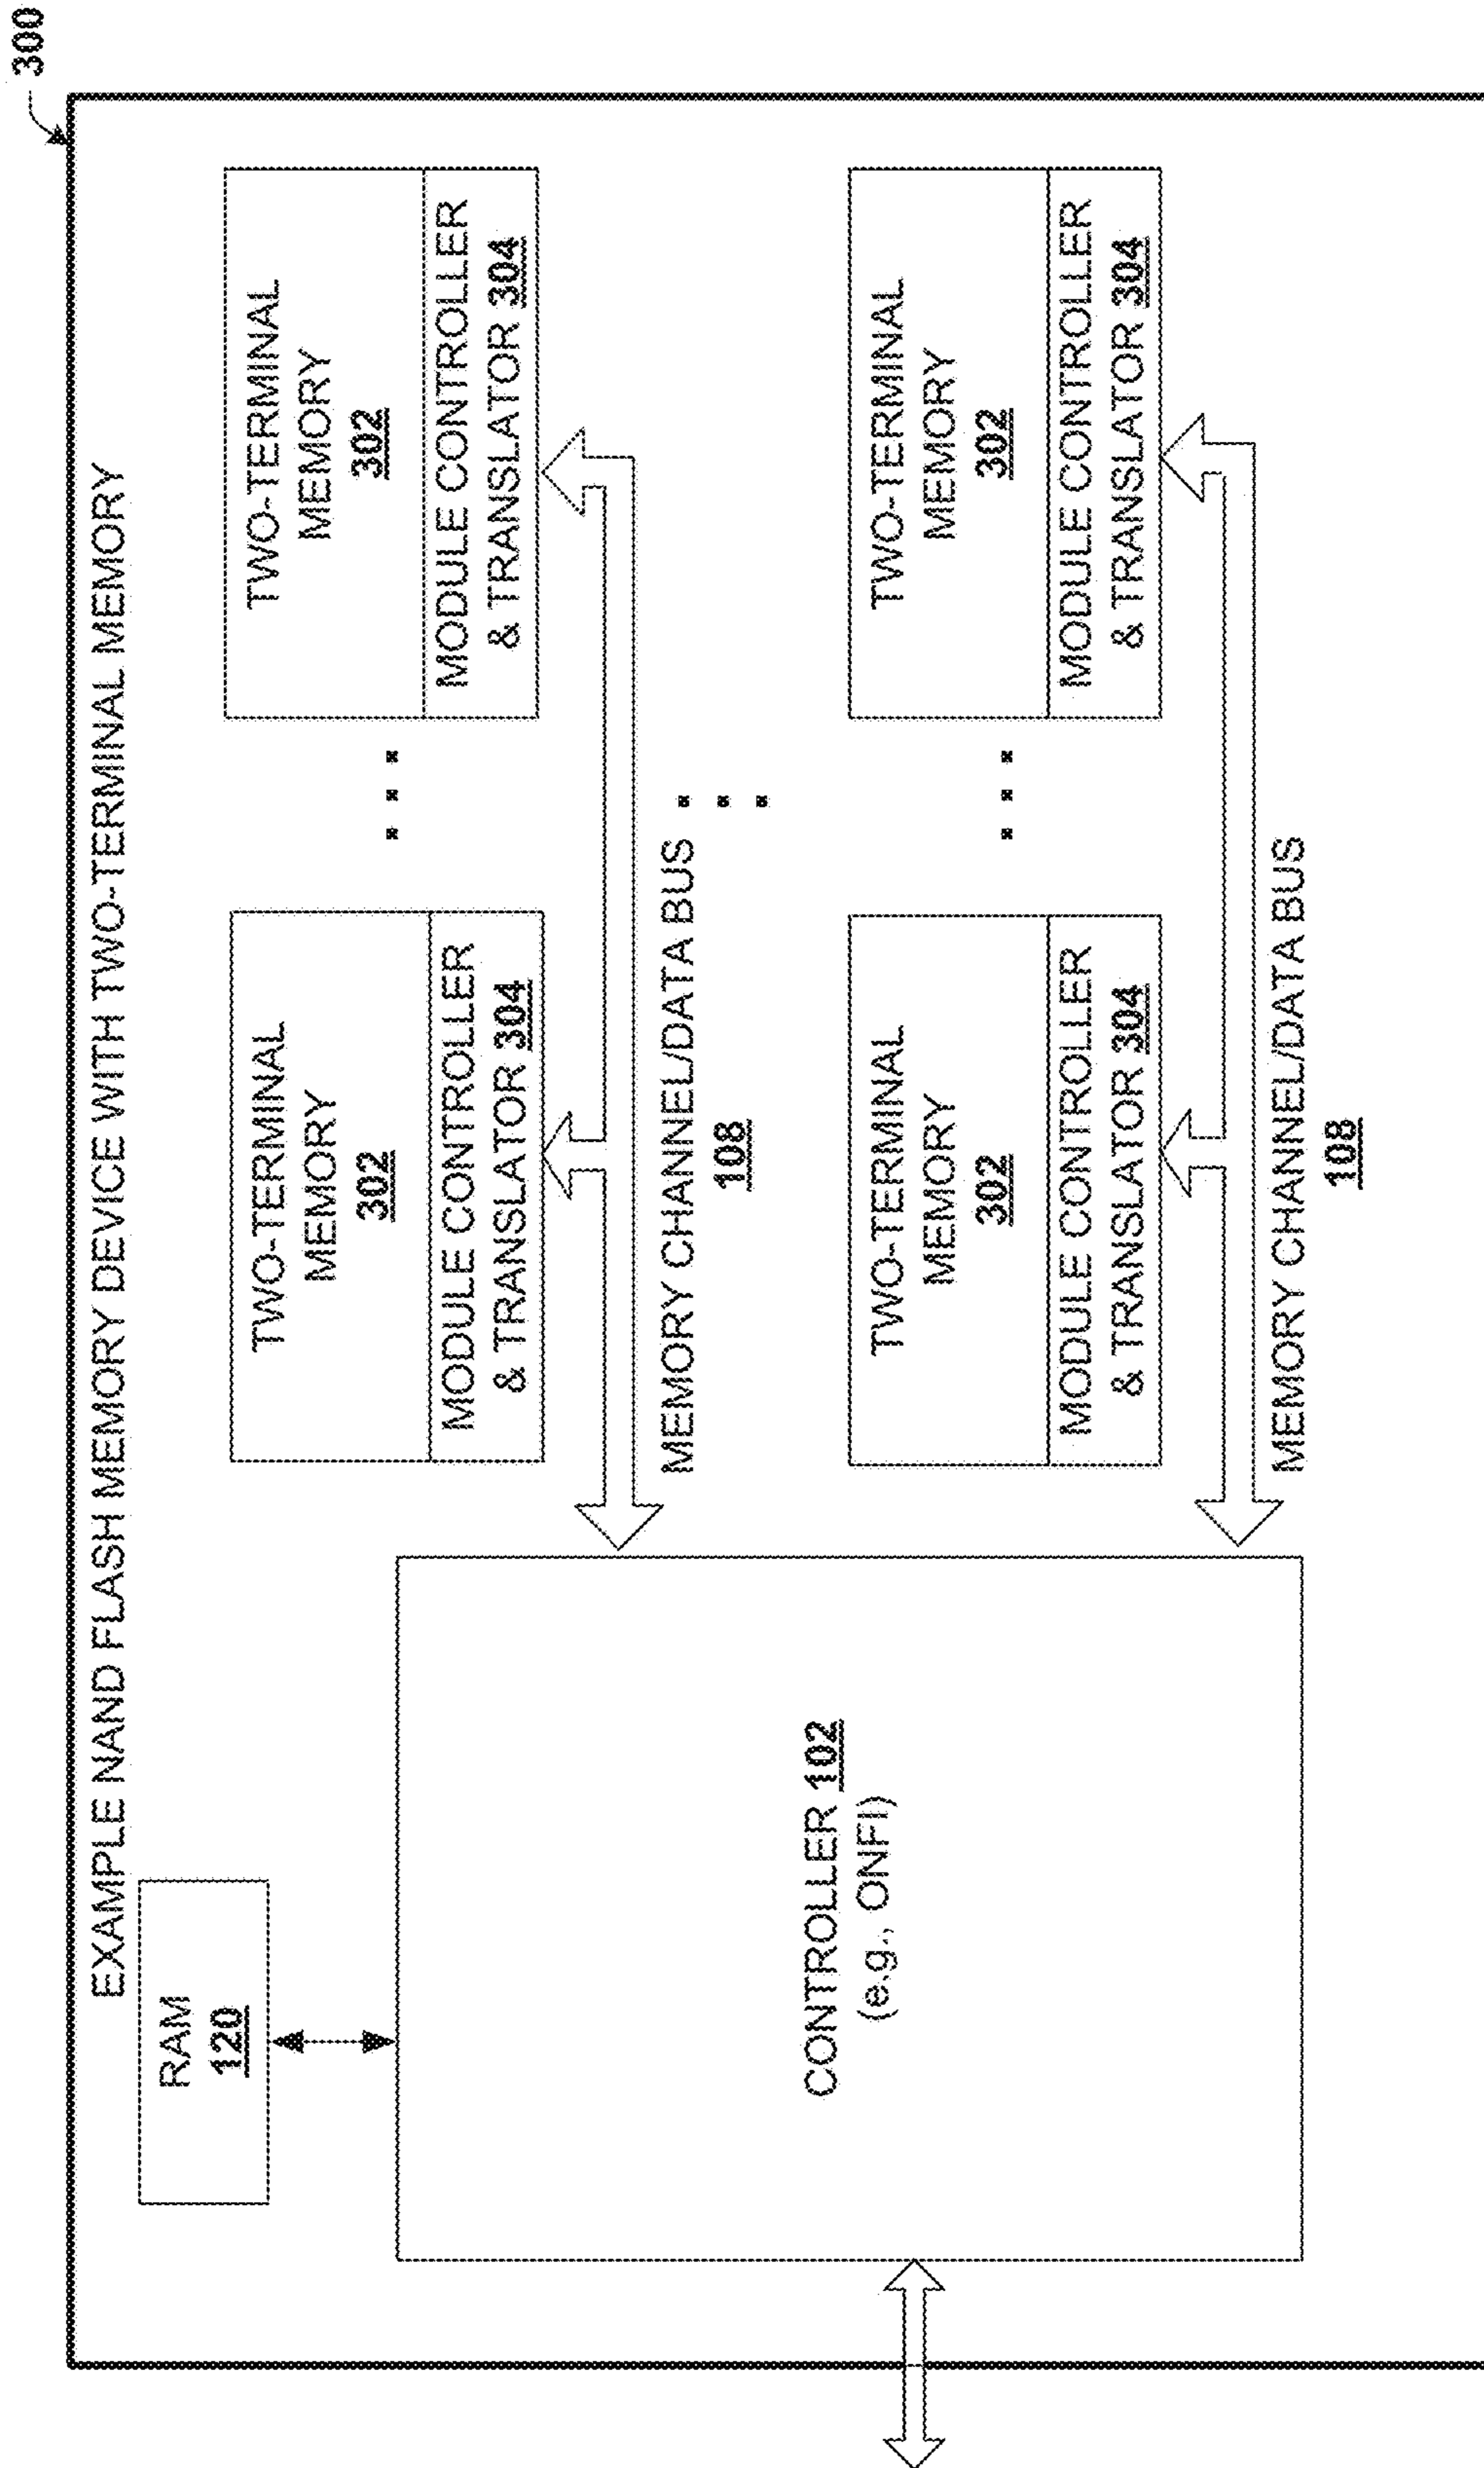 300
EXAMPLE NAND FLASH MEMORY DEVICE WITH TWO-TERMINAL MEMORY
RAM
120
CONTROLLER 102
(e.g., ONFI)
TWO-TERMINAL
MEMORY
302
MODULE CONTROLLER
& TRANSLATOR 304
TWO-TERMINAL
MEMORY
302
MODULE CONTROLLER
& TRANSLATOR 304
MEMORY CHANNEL/DATA BUS
108
TWO-TERMINAL
MEMORY
302
MODULE CONTROLLER
& TRANSLATOR 304
TWO-TERMINAL
MEMORY
302
MODULE CONTROLLER
& TRANSLATOR 304
MEMORY CHANNEL/DATA BUS
108